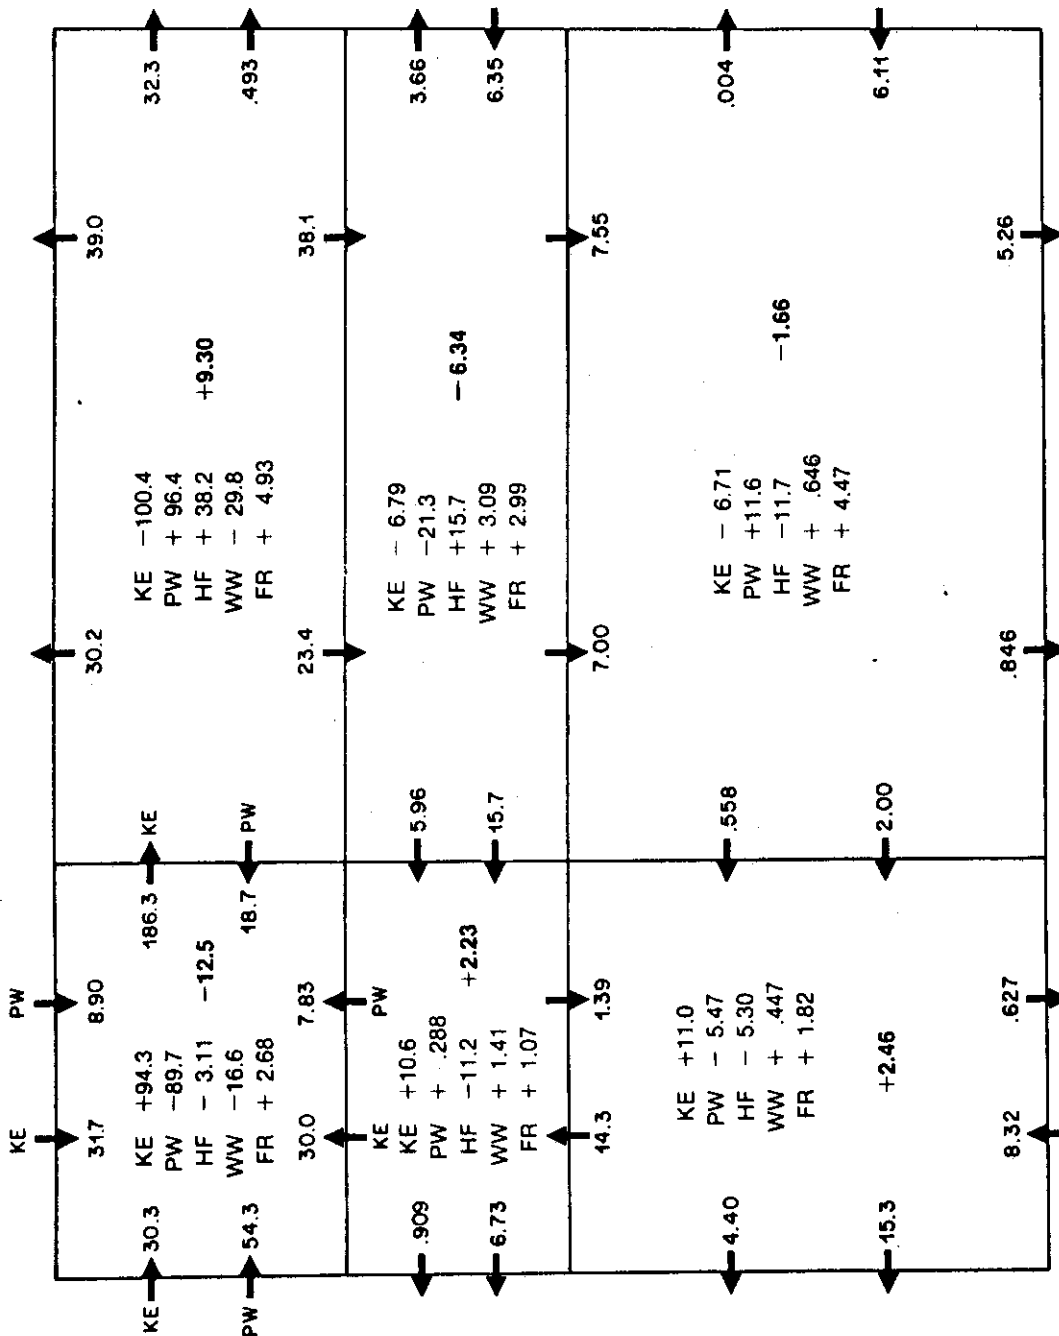 KE PW
31.7 8.90 30.2 39.0
KE 30.3 186.3 KE 32.3
KE +94.3
PW −89.7
HF − 3.11
WW −16.6
FR + 2.68
−12.5
PW 54.3 18.7 PW .493
KE −100.4
PW + 96.4
HF + 38.2
WW − 29.8
FR + 4.93
+9.30
30.0 7.83 23.4 38.1
KE PW
.909 5.96 3.66
KE +10.6
PW + .288
HF −11.2
WW + 1.41
FR + 1.07
+2.23
6.73 15.7 6.35
KE − 6.79
PW −21.3
HF +15.7
WW + 3.09
FR + 2.99
−6.34
14.3 1.39 7.00 7.55
4.40 .558 .004
KE +11.0
PW − 5.47
HF − 5.30
WW + .447
FR + 1.82
+2.46
15.3 2.00 6.11
KE − 6.71
PW +11.6
HF −11.7
WW + .646
FR + 4.47
−1.66
8.32 .627 .846 5.26